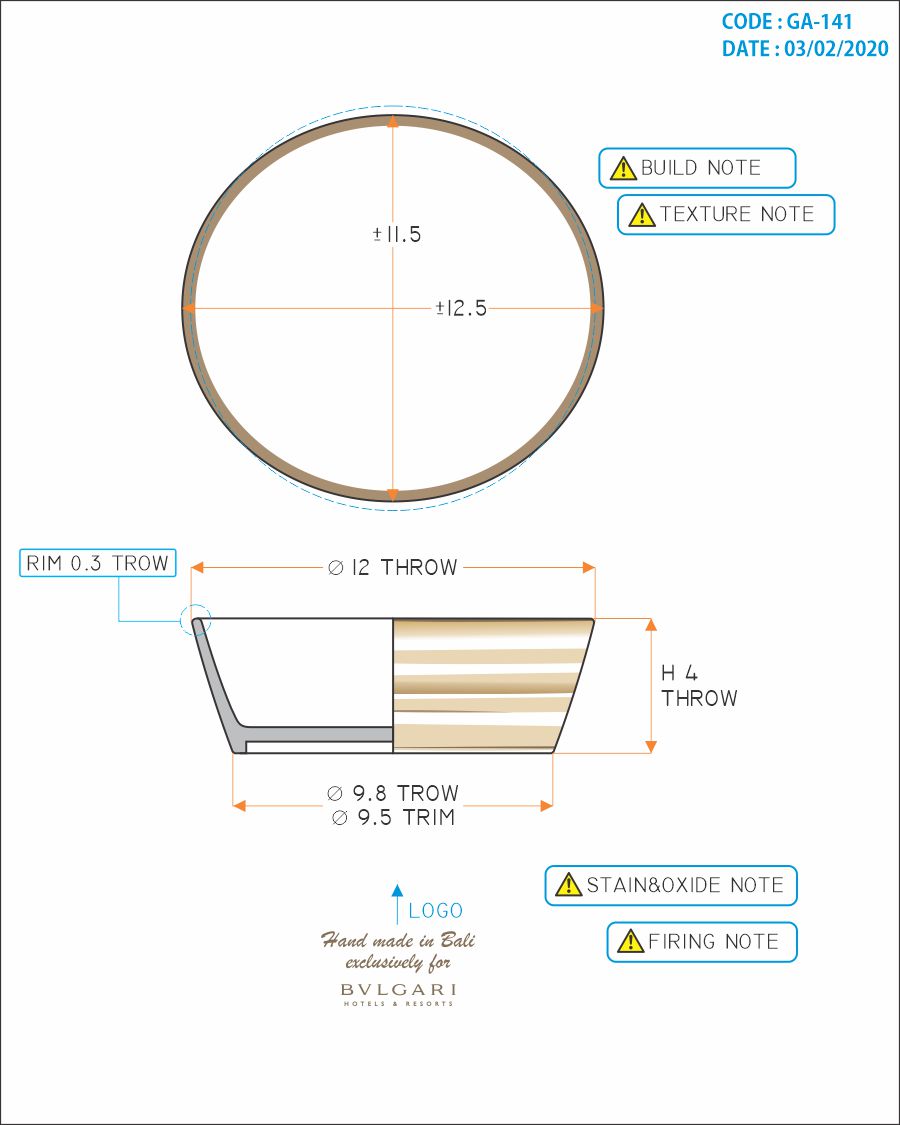 CODE : GA-141
DATE : 03/02/2020
BUILD NOTE
TEXTURE NOTE
±11.5
±12.5
RIM 0.3 TROW
∅ 12 THROW
H 4
THROW
∅ 9.8 TROW
∅ 9.5 TRIM
STAIN&OXIDE NOTE
LOGO
FIRING NOTE
Hand made in Bali
exclusively for
BVLGARI
HOTELS & RESORTS